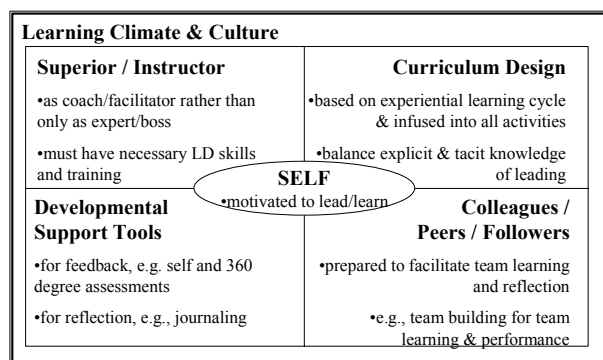 Learning Climate & Culture
Superior / Instructor
•as coach/facilitator rather than
only as expert/boss
•must have necessary LD skills
and training
Curriculum Design
•based on experiential learning cycle
& infused into all activities
•balance explicit & tacit knowledge
of leading
SELF
•motivated to lead/learn
Developmental
Support Tools
•for feedback, e.g. self and 360
degree assessments
•for reflection, e.g., journaling
Colleagues /
Peers / Followers
•prepared to facilitate team learning
and reflection
•e.g., team building for team
learning & performance